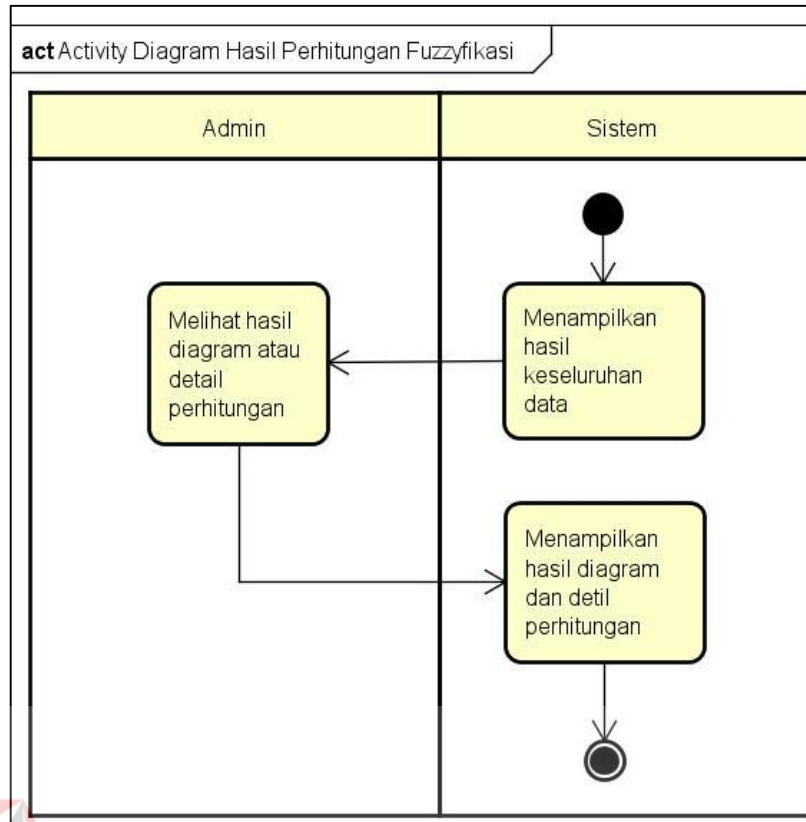 act Activity Diagram Hasil Perhitungan Fuzzyfikasi
Admin
Sistem
Melihat hasil
diagram atau
detail
perhitungan
Menampilkan
hasil
keseluruhan
data
Menampilkan
hasil diagram
dan detil
perhitungan